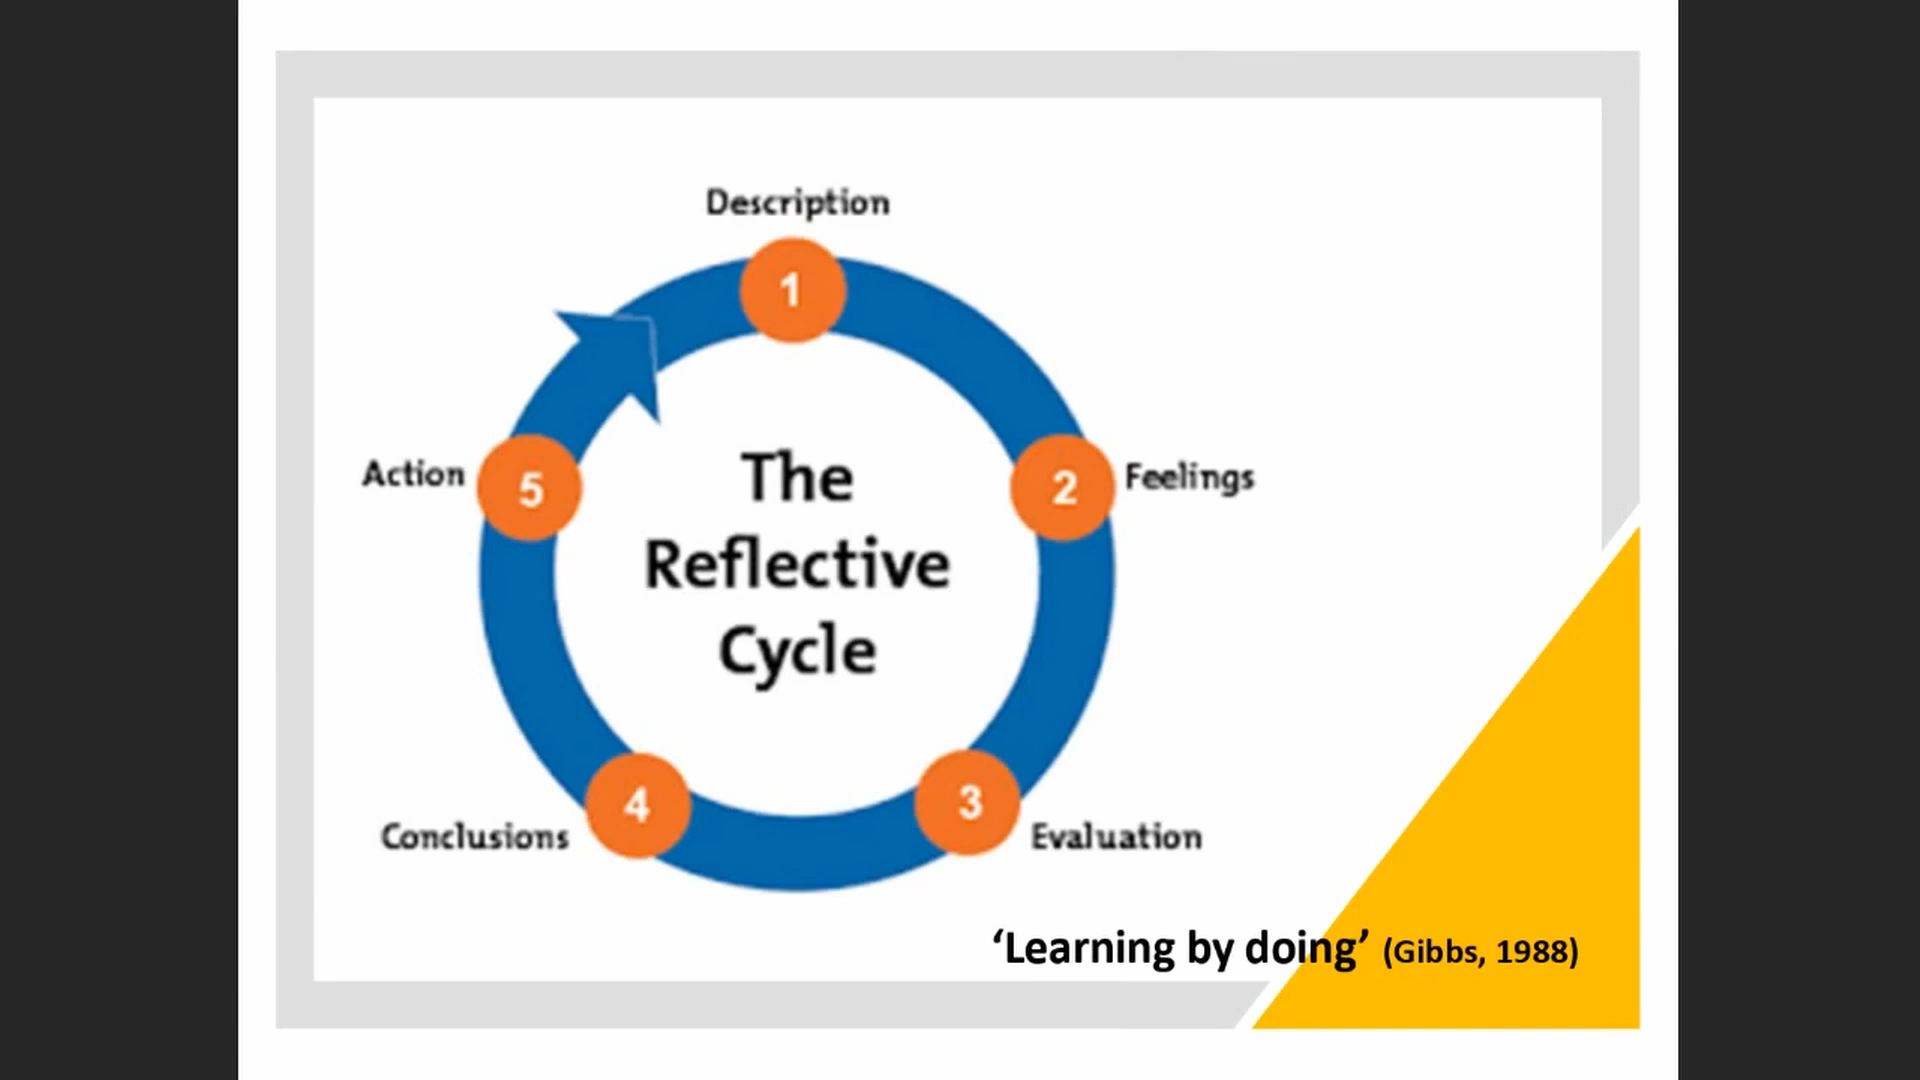 Description
1
Action
5
2
Feelings
The
Reflective
Cycle
Conclusions
4
3
Evaluation
‘Learning by doing’ (Gibbs, 1988)